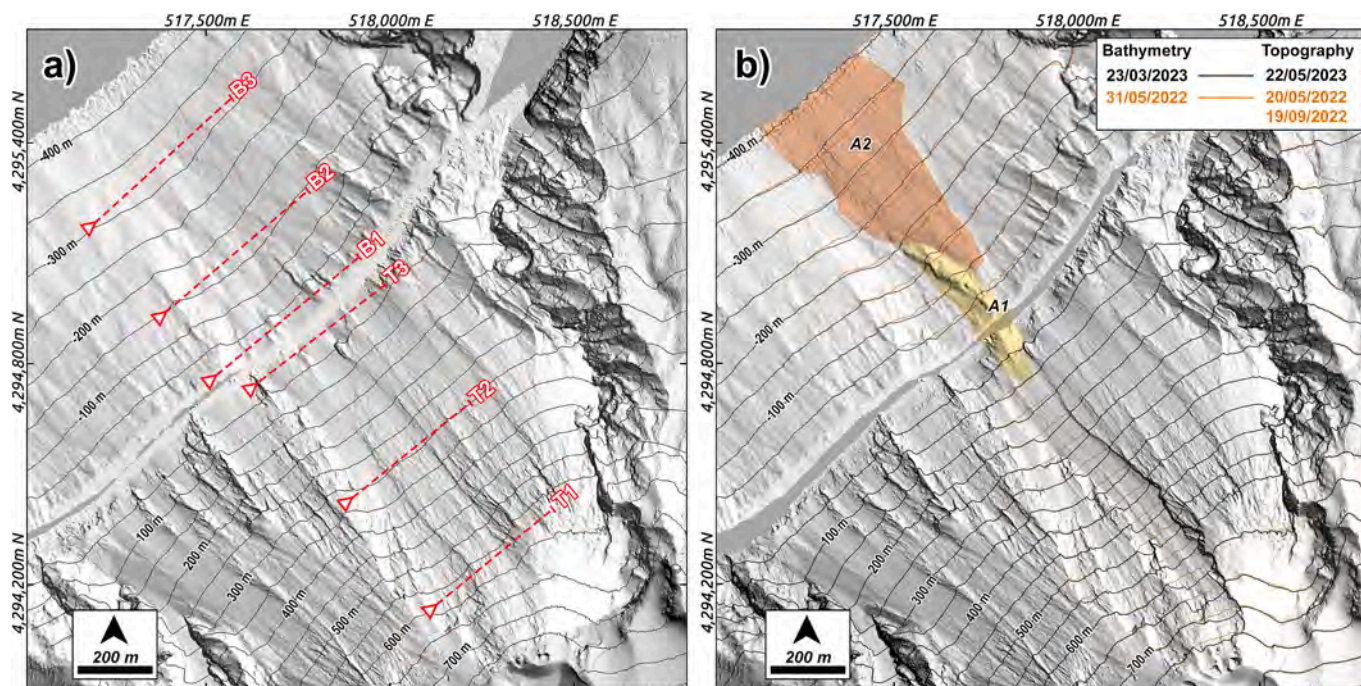 517,500m E 518,000m E 518,500m E
517,500m E 518,000m E 518,500m E
a)
B3
B2
B1
T3
T2
T1
4,295,400m N
4,294,800m N
4,294,200m N
-400 m
-300 m
-200 m
-100 m
100 m
200 m
300 m
400 m
500 m
600 m
700 m
200 m
b)
Bathymetry Topography
23/03/2023 22/05/2023
31/05/2022 20/05/2022
19/09/2022
A2
A1
4,295,400m N
4,294,800m N
4,294,200m N
-400 m
-300 m
-200 m
-100 m
100 m
200 m
300 m
400 m
500 m
600 m
700 m
200 m